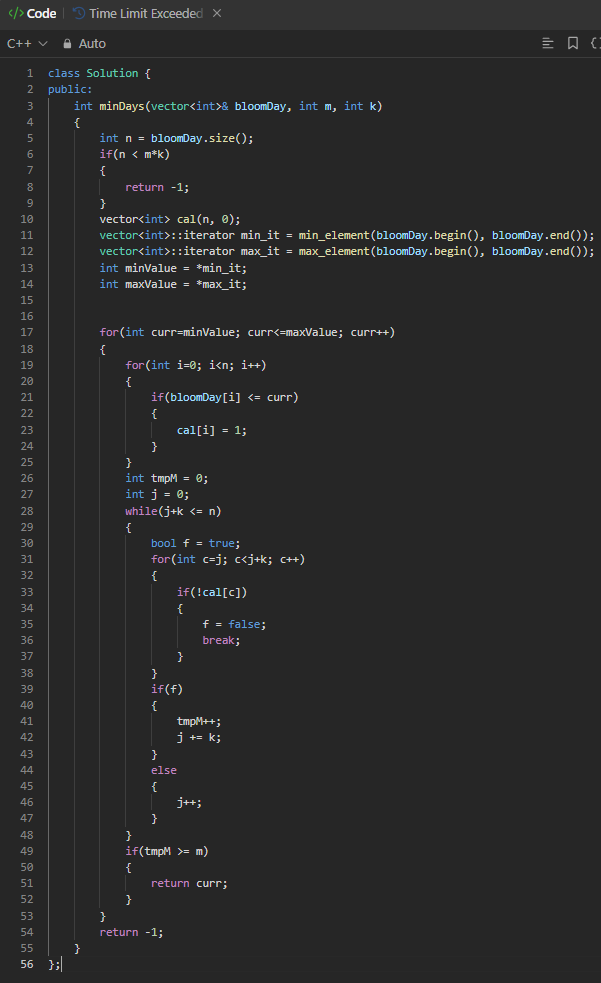 </> Code Time Limit Exceeded ×
C++ Auto
1 class Solution {
2 public:
3     int minDays(vector<int>& bloomDay, int m, int k)
4     {
5         int n = bloomDay.size();
6         if(n < m*k)
7         {
8             return -1;
9         }
10         vector<int> cal(n, 0);
11         vector<int>::iterator min_it = min_element(bloomDay.begin(), bloomDay.end());
12         vector<int>::iterator max_it = max_element(bloomDay.begin(), bloomDay.end());
13         int minValue = *min_it;
14         int maxValue = *max_it;
15
16
17         for(int curr=minValue; curr<=maxValue; curr++)
18         {
19             for(int i=0; i<n; i++)
20             {
21                 if(bloomDay[i] <= curr)
22                 {
23                     cal[i] = 1;
24                 }
25             }
26             int tmpM = 0;
27             int j = 0;
28             while(j+k <= n)
29             {
30                 bool f = true;
31                 for(int c=j; c<j+k; c++)
32                 {
33                     if(!cal[c])
34                     {
35                         f = false;
36                         break;
37                     }
38                 }
39                 if(f)
40                 {
41                     tmpM++;
42                     j += k;
43                 }
44                 else
45                 {
46                     j++;
47                 }
48             }
49             if(tmpM >= m)
50             {
51                 return curr;
52             }
53         }
54         return -1;
55     }
56 };